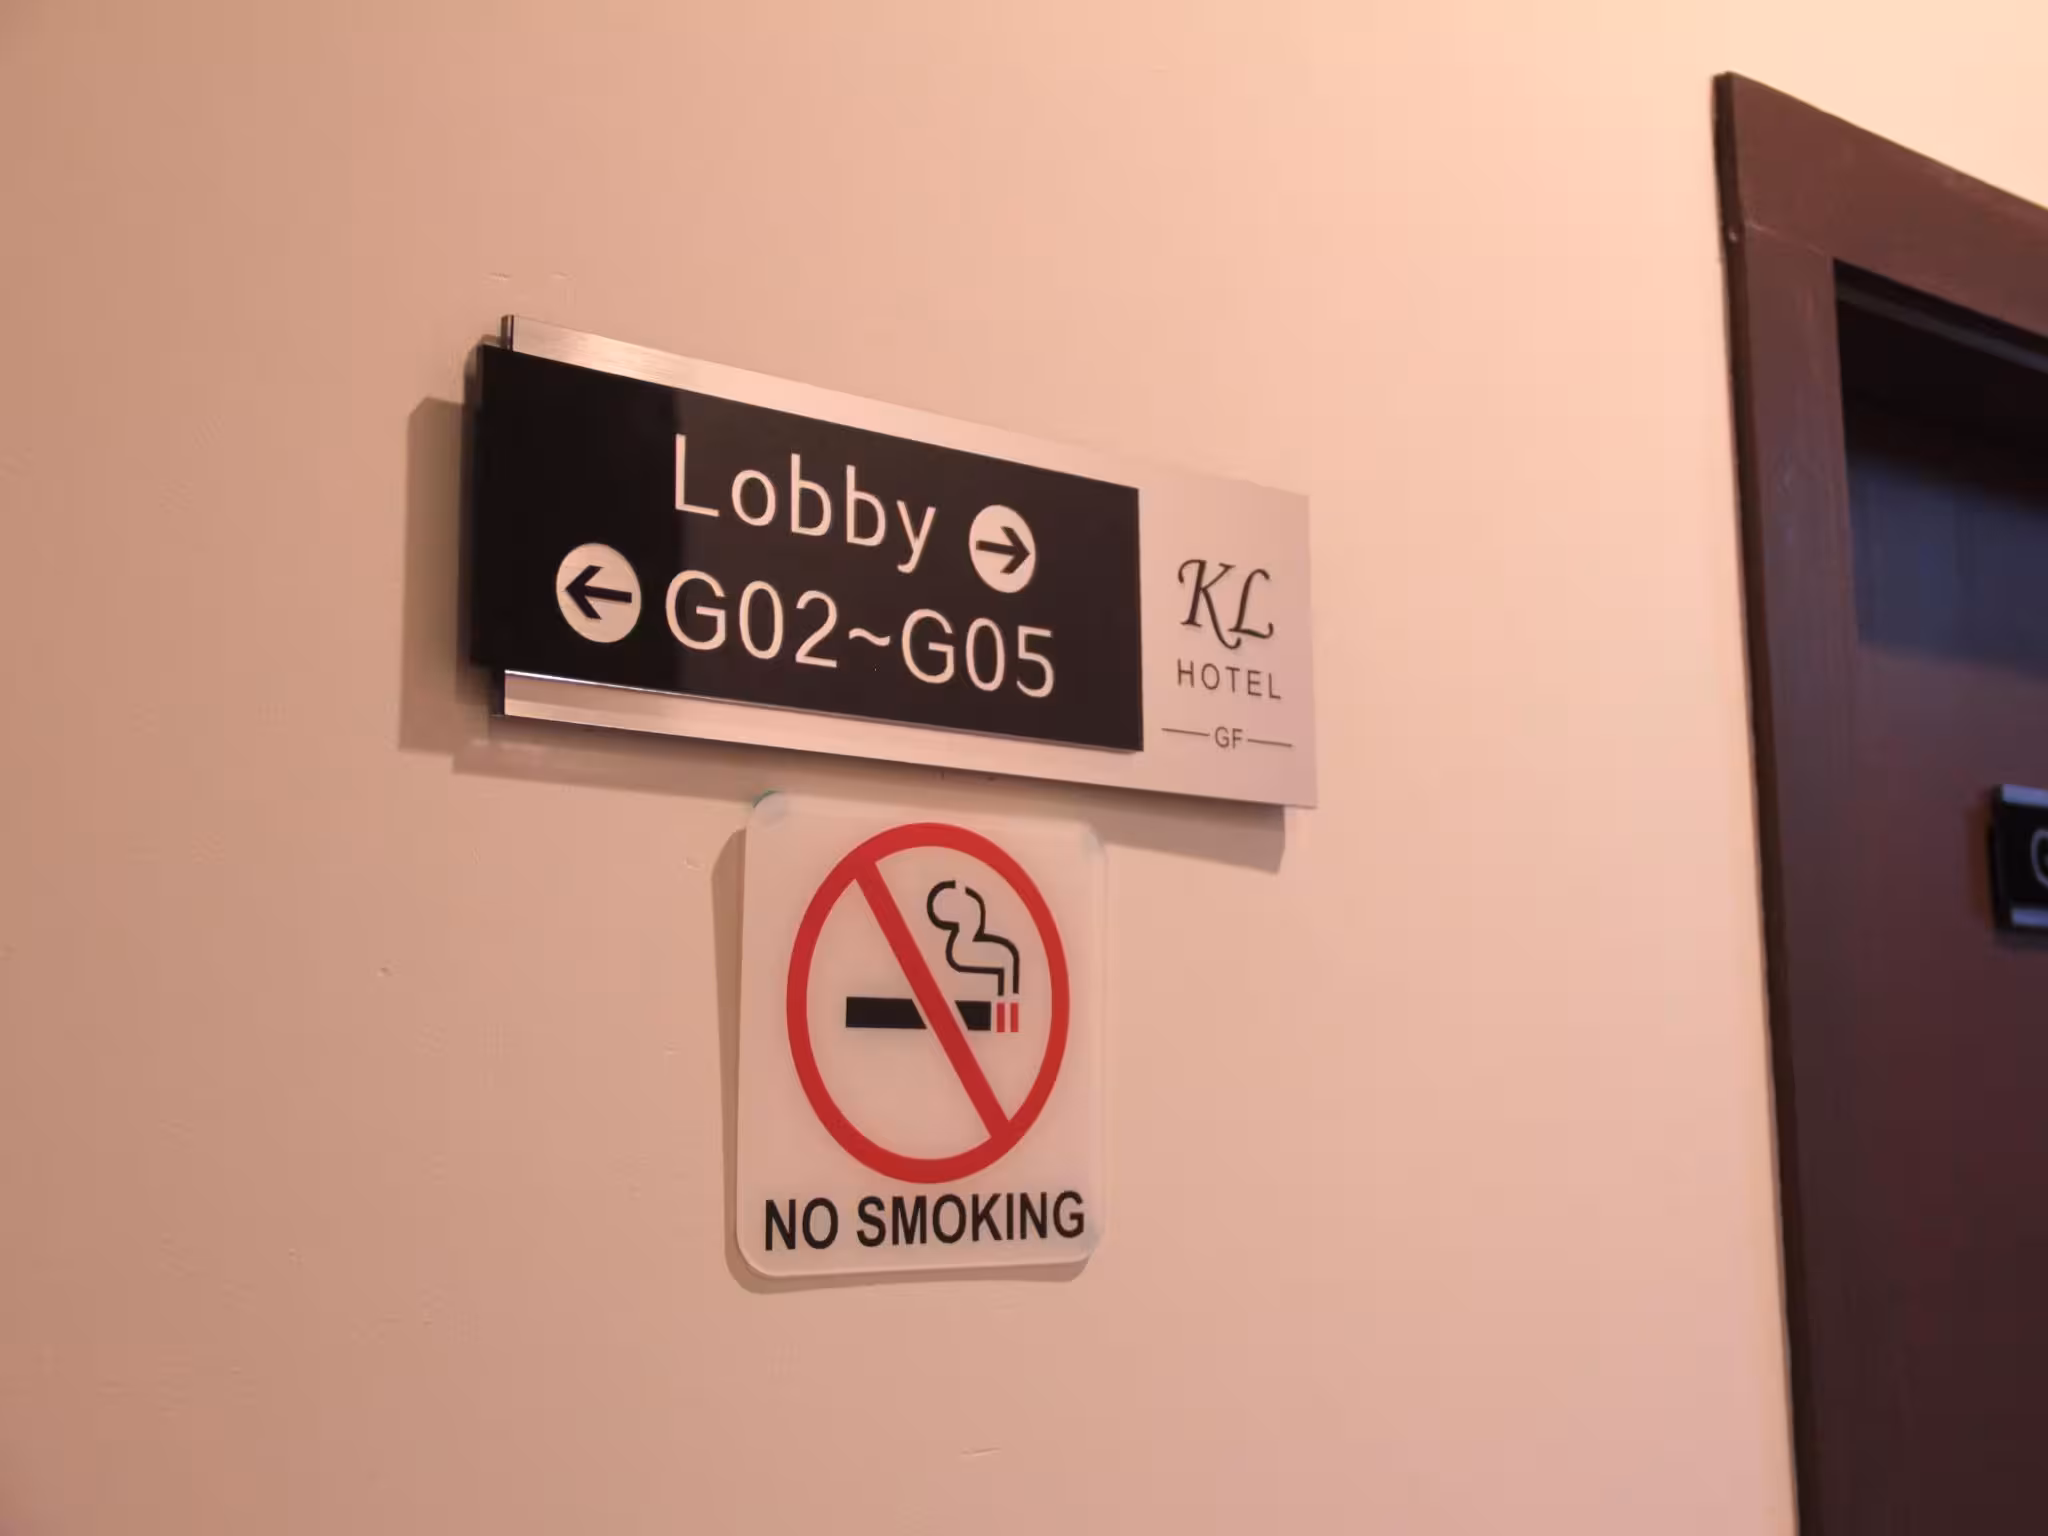 Lobby
G02~G05
KL
HOTEL
GF
NO SMOKING